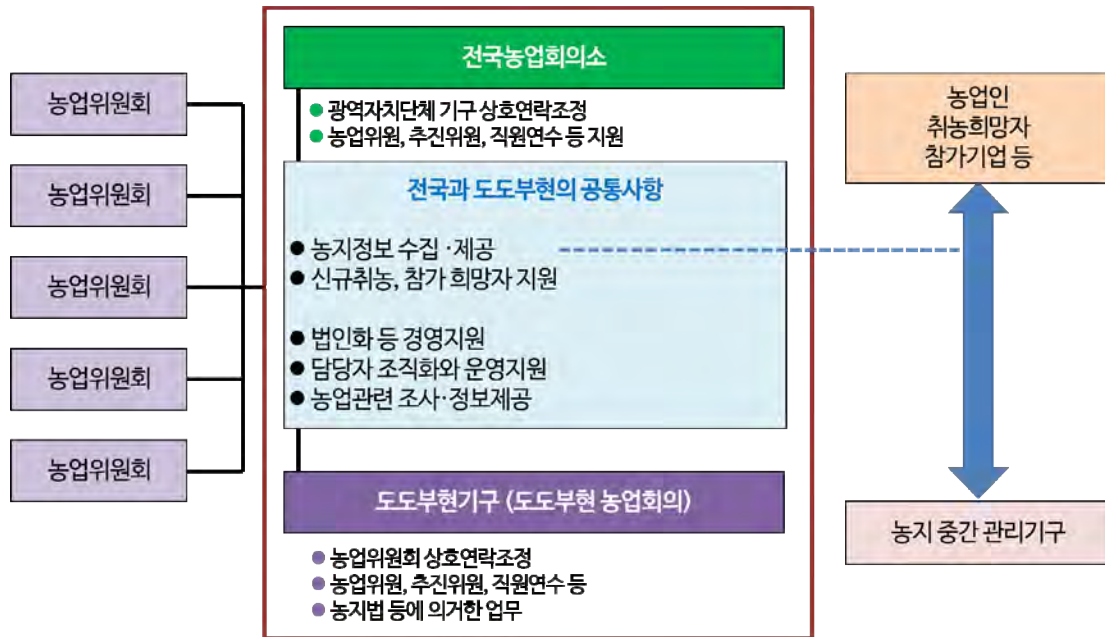 농업위원회
농업위원회
농업위원회
농업위원회
농업위원회
전국농업회의소
● 광역자치단체 기구 상호연락조정
● 농업위원, 추진위원, 직원연수 등 지원
전국과 도도부현의 공통사항
● 농지정보 수집·제공
● 신규취농, 참가 희망자 지원
● 법인화 등 경영지원
● 담당자 조직화와 운영지원
● 농업관련 조사·정보제공
도도부현기구 (도도부현 농업회의)
● 농업위원회 상호연락조정
● 농업위원, 추진위원, 직원연수 등
● 농지법 등에 의거한 업무
농업인
취농희망자
참가기업 등
농지 중간 관리기구